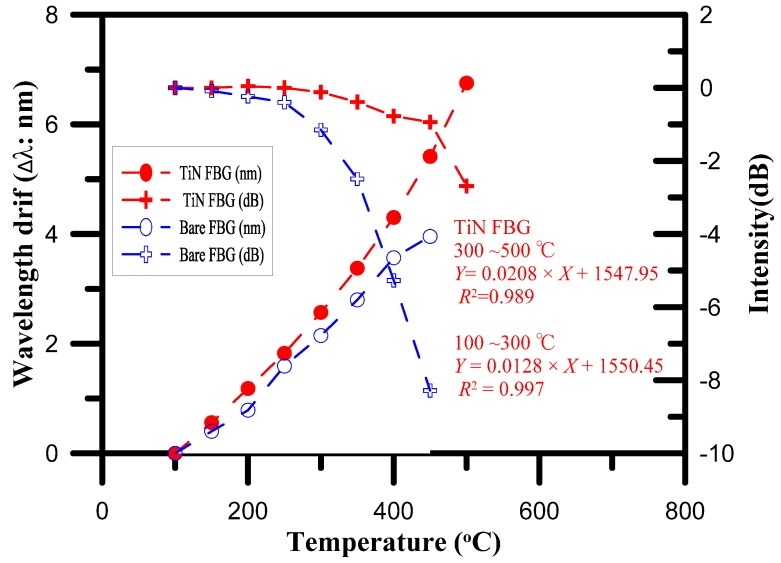 8
6
4
2
0
Wavelength drif (Δλ: nm)
2
0
-2
-4
-6
-8
-10
Intensity(dB)
TiN FBG (nm)
TiN FBG (dB)
Bare FBG (nm)
Bare FBG (dB)
TiN FBG
300 ~500 ℃
Y= 0.0208 × X + 1547.95
R²=0.989
100 ~300 ℃
Y = 0.0128 × X + 1550.45
R² = 0.997
0 200 400 600 800
Temperature (ºC)